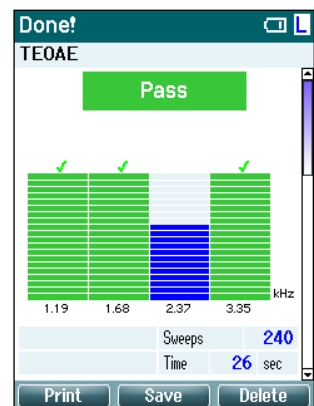 Done! L
TEOAE
Pass
1.19 1.68 2.37 3.35 kHz
Sweeps 240
Time 26 sec
Print Save Delete